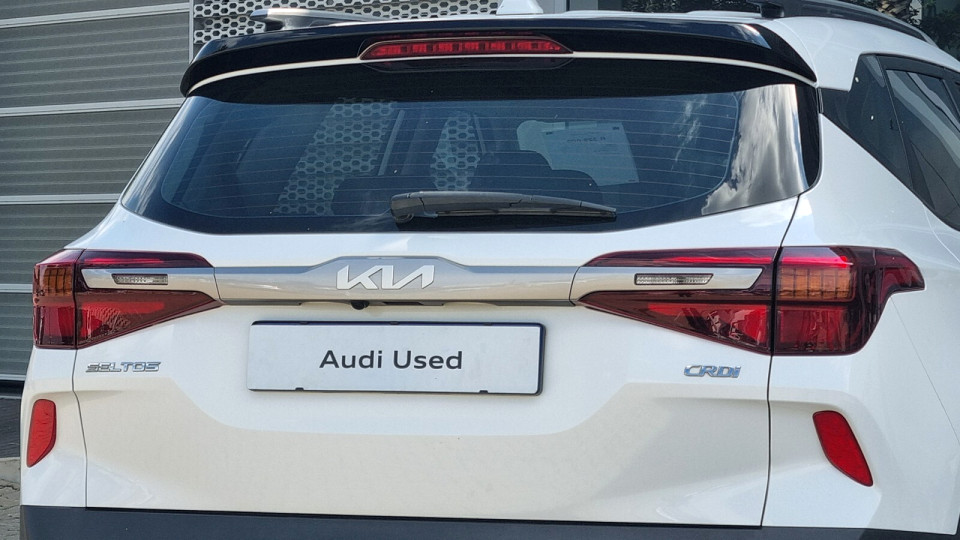 KIA
Audi Used
SELTOS
CRDi